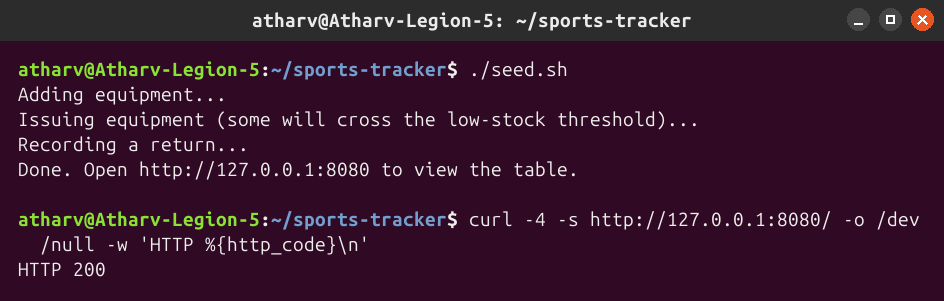 atharv@Atharv-Legion-5: ~/sports-tracker
atharv@Atharv-Legion-5:~/sports-tracker$ ./seed.sh
Adding equipment...
Issuing equipment (some will cross the low-stock threshold)...
Recording a return...
Done. Open http://127.0.0.1:8080 to view the table.
atharv@Atharv-Legion-5:~/sports-tracker$ curl -4 -s http://127.0.0.1:8080/ -o /dev
/null -w 'HTTP %{http_code}\n'
HTTP 200